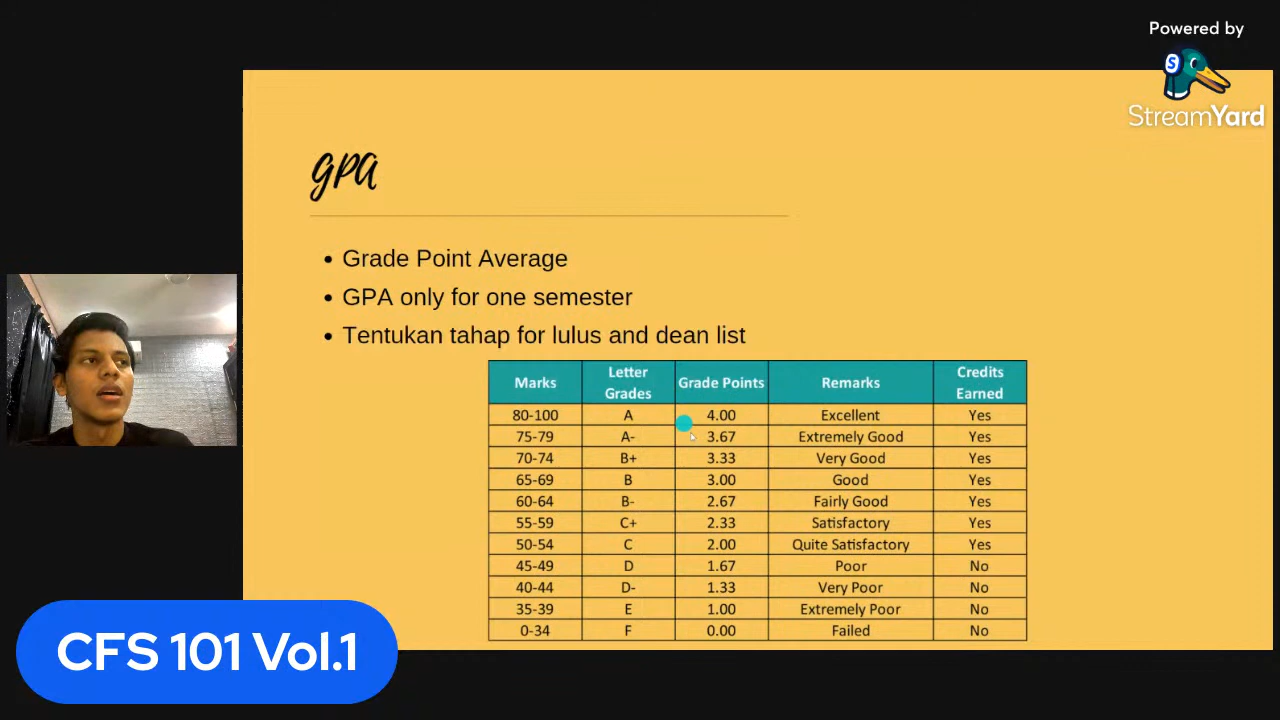 Powered by
StreamYard
GPA
• Grade Point Average
• GPA only for one semester
• Tentukan tahap for lulus and dean list
Marks Letter Grades Grade Points Remarks Credits Earned
80-100 A 4.00 Excellent Yes
75-79 A- 3.67 Extremely Good Yes
70-74 B+ 3.33 Very Good Yes
65-69 B 3.00 Good Yes
60-64 B- 2.67 Fairly Good Yes
55-59 C+ 2.33 Satisfactory Yes
50-54 C 2.00 Quite Satisfactory Yes
45-49 D 1.67 Poor No
40-44 D- 1.33 Very Poor No
35-39 E 1.00 Extremely Poor No
0-34 F 0.00 Failed No
CFS 101 Vol.1